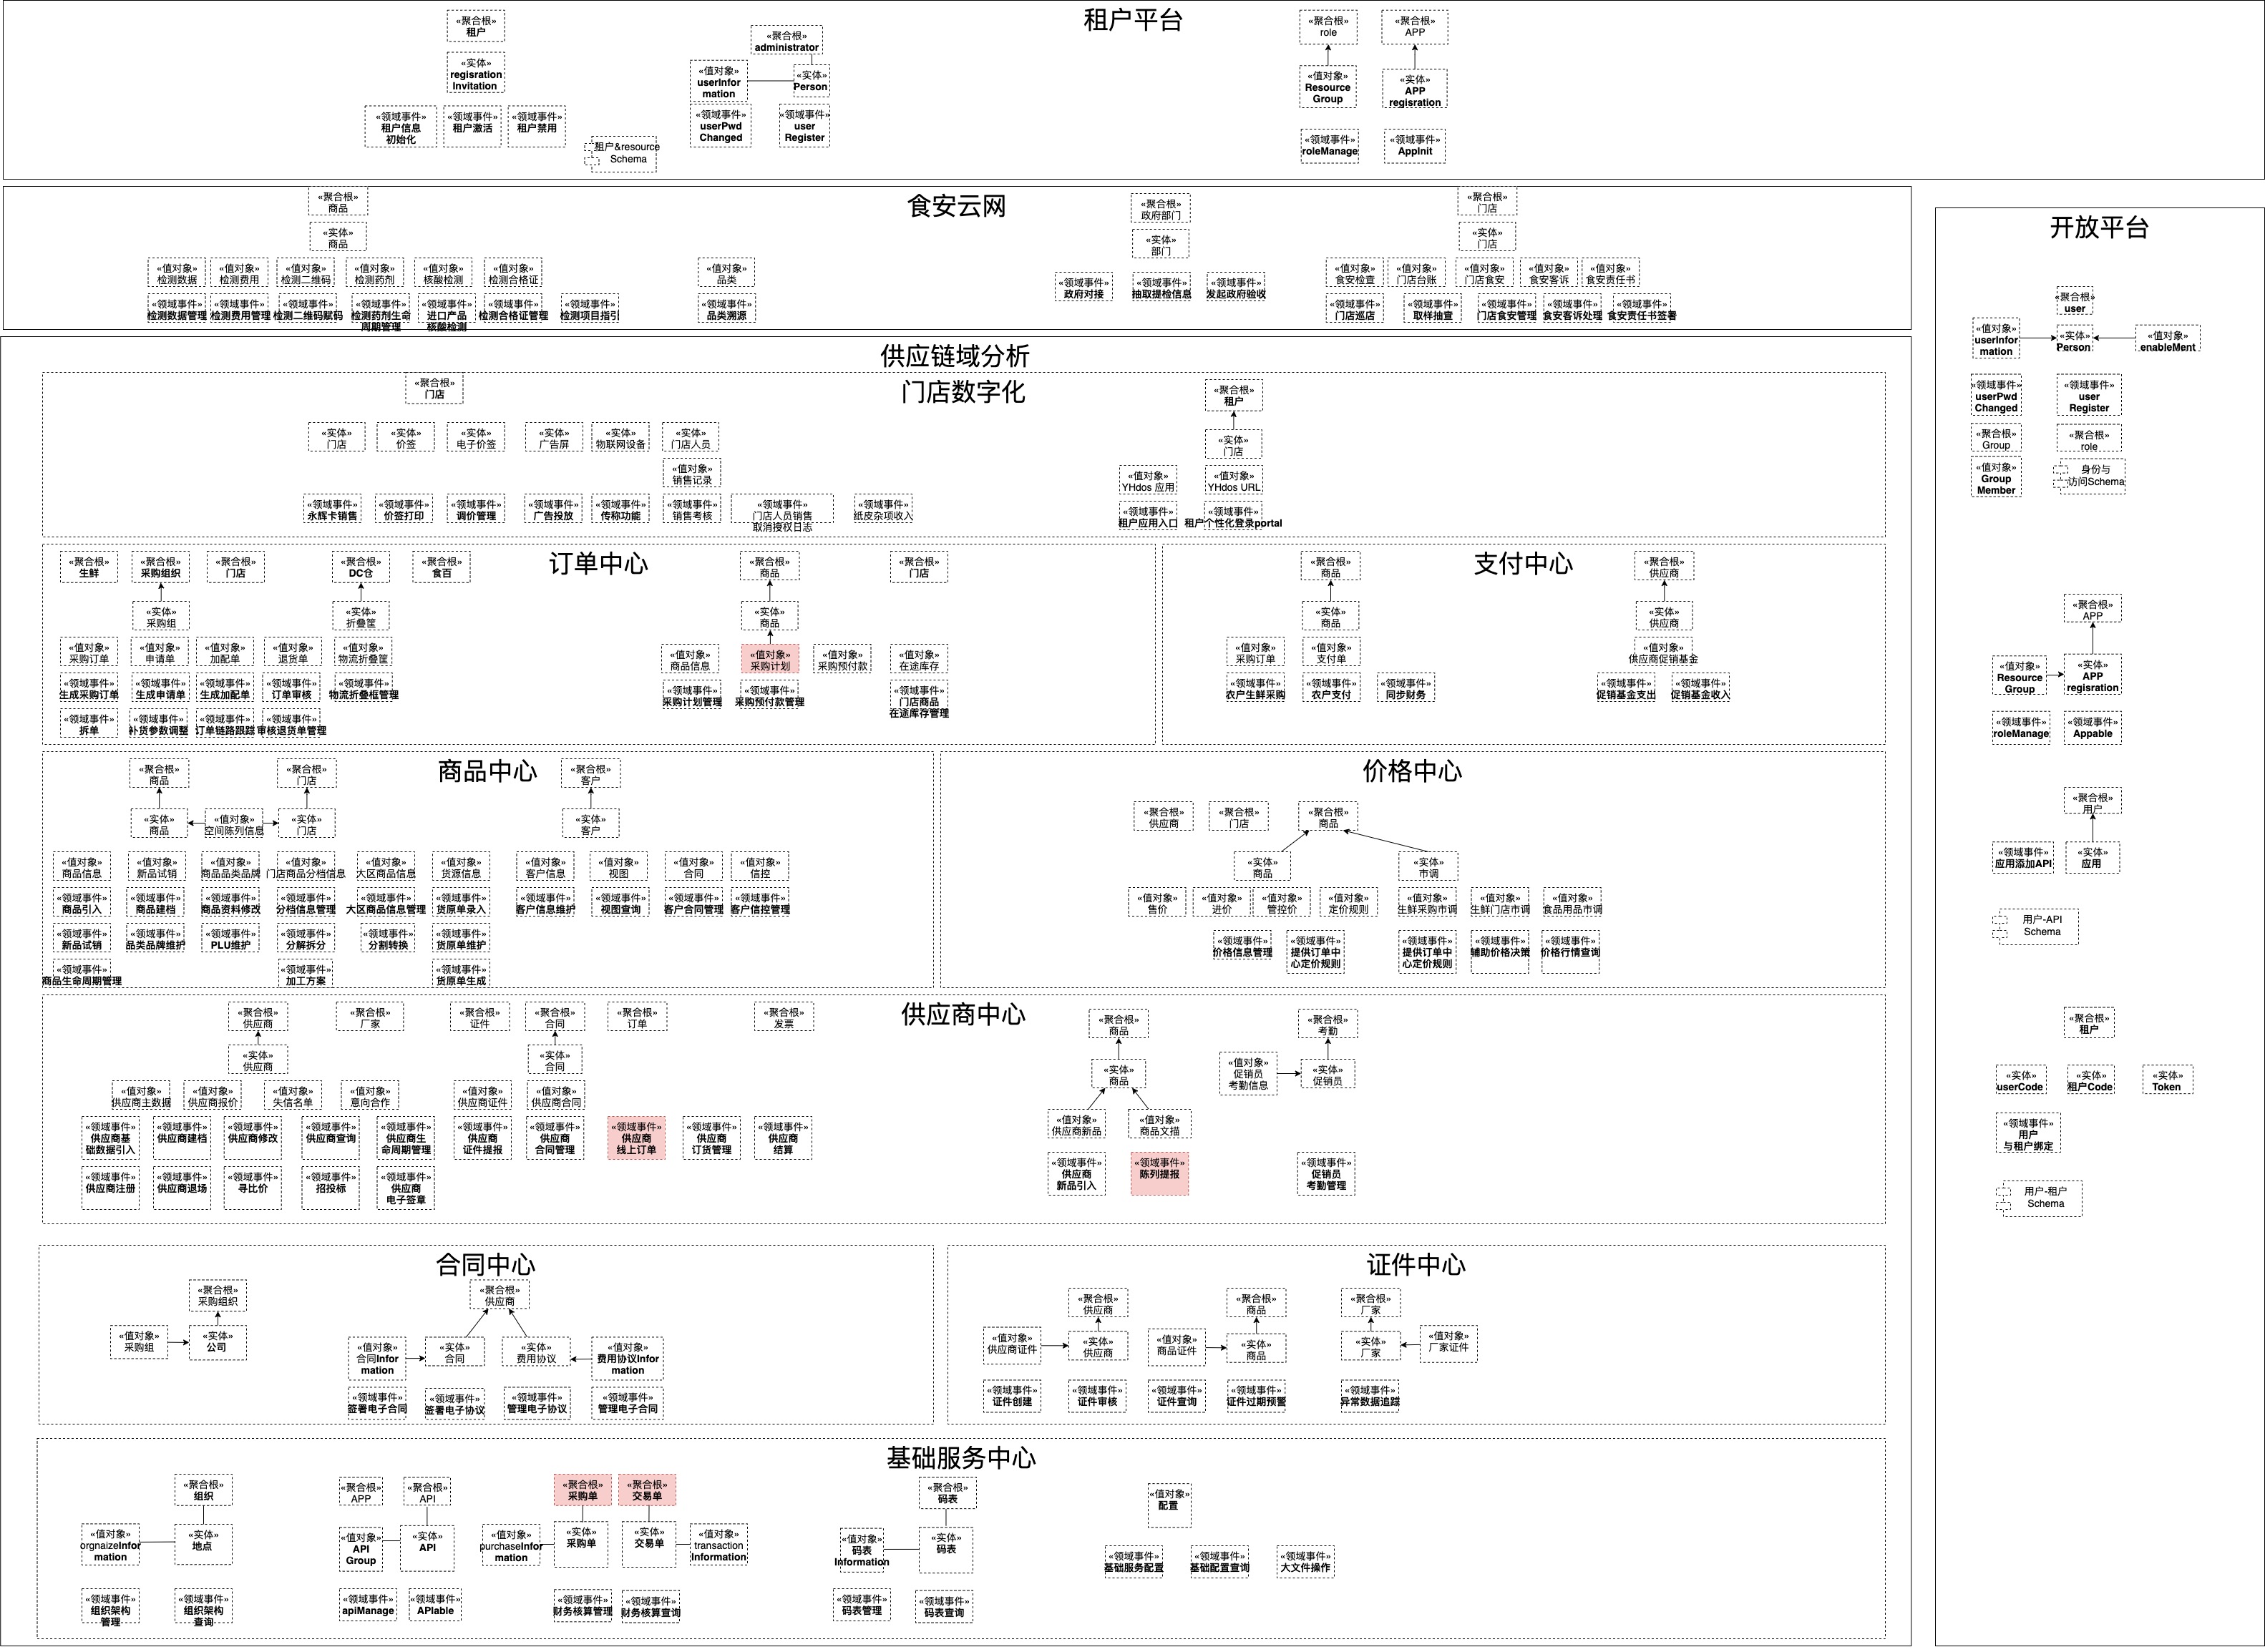 租户平台
«聚合根»
租户
«实体»
regisration
Invitation
«领域事件»
租户信息
初始化
«领域事件»
租户激活
«领域事件»
租户禁用
租户&resource
Schema
«聚合根»
administrator
«值对象»
userInfor
mation
«实体»
Person
«领域事件»
userPwd
Changed
«领域事件»
user
Register
«聚合根»
role
«聚合根»
APP
«值对象»
Resource
Group
«实体»
APP
regisration
«领域事件»
roleManage
«领域事件»
AppInit
食安云网
«聚合根»
商品
«实体»
商品
«值对象»
检测数据
«值对象»
检测费用
«值对象»
检测二维码
«值对象»
检测药剂
«值对象»
核酸检测
«值对象»
检测合格证
«领域事件»
检测数据管理
«领域事件»
检测费用管理
«领域事件»
检测二维码赋码
«领域事件»
检测药剂生命
周期管理
«领域事件»
进口产品
核酸检测
«领域事件»
检测合格证管理
«领域事件»
检测项目指引
«值对象»
品类
«领域事件»
品类溯源
«聚合根»
政府部门
«实体»
部门
«领域事件»
政府对接
«领域事件»
抽取提检信息
«领域事件»
发起政府验收
«聚合根»
门店
«实体»
门店
«值对象»
食安检查
«值对象»
门店台账
«值对象»
门店食安
«值对象»
食安客诉
«值对象»
食安责任书
«领域事件»
门店巡店
«领域事件»
取样抽查
«领域事件»
门店食安管理
«领域事件»
食安客诉处理
«领域事件»
食安责任书签署
供应链域分析
门店数字化
«聚合根»
门店
«实体»
门店
«实体»
价签
«实体»
电子价签
«实体»
广告屏
«实体»
物联网设备
«实体»
门店人员
«值对象»
销售记录
«领域事件»
永辉卡销售
«领域事件»
价签打印
«领域事件»
调价管理
«领域事件»
广告投放
«领域事件»
传称功能
«领域事件»
销售考核
«领域事件»
门店人员销售
取消授权日志
«领域事件»
纸皮杂项收入
«聚合根»
租户
«实体»
门店
«值对象»
YHdos 应用
«值对象»
YHdos URL
«领域事件»
租户应用入口
«领域事件»
租户个性化登录portal
订单中心
«聚合根»
生鲜
«聚合根»
采购组织
«聚合根»
门店
«聚合根»
DC仓
«聚合根»
食百
«聚合根»
商品
«聚合根»
门店
«实体»
采购组
«实体»
折叠筐
«实体»
商品
«值对象»
采购订单
«值对象»
申请单
«值对象»
加配单
«值对象»
退货单
«值对象»
物流折叠筐
«值对象»
商品信息
«值对象»
采购计划
«值对象»
采购预付款
«值对象»
在途库存
«领域事件»
生成采购订单
«领域事件»
生成申请单
«领域事件»
生成加配单
«领域事件»
订单审核
«领域事件»
物流折叠框管理
«领域事件»
采购计划管理
«领域事件»
采购预付款管理
«领域事件»
门店商品
在途库存管理
«领域事件»
拆单
«领域事件»
补货参数调整
«领域事件»
订单链路跟踪
«领域事件»
审核退货单管理
支付中心
«聚合根»
商品
«聚合根»
供应商
«实体»
商品
«实体»
供应商
«值对象»
采购订单
«值对象»
支付单
«值对象»
供应商促销基金
«领域事件»
农户生鲜采购
«领域事件»
农户支付
«领域事件»
同步财务
«领域事件»
促销基金支出
«领域事件»
促销基金收入
商品中心
«聚合根»
商品
«聚合根»
门店
«聚合根»
客户
«实体»
商品
«值对象»
空间陈列信息
«实体»
门店
«实体»
客户
«值对象»
商品信息
«值对象»
新品试销
«值对象»
商品品类品牌
«值对象»
门店商品分档信息
«值对象»
大区商品信息
«值对象»
货源信息
«值对象»
客户信息
«值对象»
视图
«值对象»
合同
«值对象»
信控
«领域事件»
商品引入
«领域事件»
商品建档
«领域事件»
商品资料修改
«领域事件»
分档信息管理
«领域事件»
大区商品信息管理
«领域事件»
货原单录入
«领域事件»
客户信息维护
«领域事件»
视图查询
«领域事件»
客户合同管理
«领域事件»
客户信控管理
«领域事件»
新品试销
«领域事件»
品类品牌维护
«领域事件»
PLU维护
«领域事件»
分解拆分
«领域事件»
分割转换
«领域事件»
货原单维护
«领域事件»
商品生命周期管理
«领域事件»
加工方案
«领域事件»
货原单生成
价格中心
«聚合根»
供应商
«聚合根»
门店
«聚合根»
商品
«实体»
商品
«实体»
市调
«值对象»
售价
«值对象»
进价
«值对象»
管控价
«值对象»
定价规则
«值对象»
生鲜采购市调
«值对象»
生鲜门店市调
«值对象»
食品用品市调
«领域事件»
价格信息管理
«领域事件»
提供订单中
心定价规则
«领域事件»
提供订单中
心定价规则
«领域事件»
辅助价格决策
«领域事件»
价格行情查询
供应商中心
«聚合根»
供应商
«聚合根»
厂家
«聚合根»
证件
«聚合根»
合同
«聚合根»
订单
«聚合根»
发票
«聚合根»
商品
«聚合根»
考勤
«实体»
供应商
«实体»
合同
«实体»
商品
«值对象»
促销员
考勤信息
«实体»
促销员
«值对象»
供应商主数据
«值对象»
供应商报价
«值对象»
失信名单
«值对象»
意向合作
«值对象»
供应商证件
«值对象»
供应商合同
«值对象»
供应商新品
«值对象»
商品文描
«领域事件»
供应商基
础数据引入
«领域事件»
供应商建档
«领域事件»
供应商修改
«领域事件»
供应商查询
«领域事件»
供应商生
命周期管理
«领域事件»
供应商
证件提报
«领域事件»
供应商
合同管理
«领域事件»
供应商
线上订单
«领域事件»
供应商
订货管理
«领域事件»
供应商
结算
«领域事件»
供应商注册
«领域事件»
供应商退场
«领域事件»
寻比价
«领域事件»
招投标
«领域事件»
供应商
电子签章
«领域事件»
供应商
新品引入
«领域事件»
陈列提报
«领域事件»
促销员
考勤管理
合同中心
«聚合根»
采购组织
«聚合根»
供应商
«值对象»
采购组
«实体»
公司
«值对象»
合同Infor
mation
«实体»
合同
«实体»
费用协议
«值对象»
费用协议Infor
mation
«领域事件»
签署电子合同
«领域事件»
签署电子协议
«领域事件»
管理电子协议
«领域事件»
管理电子合同
证件中心
«聚合根»
供应商
«聚合根»
商品
«聚合根»
厂家
«值对象»
供应商证件
«实体»
供应商
«值对象»
商品证件
«实体»
商品
«实体»
厂家
«值对象»
厂家证件
«领域事件»
证件创建
«领域事件»
证件审核
«领域事件»
证件查询
«领域事件»
证件过期预警
«领域事件»
异常数据追踪
基础服务中心
«聚合根»
组织
«聚合根»
APP
«聚合根»
API
«聚合根»
采购单
«聚合根»
交易单
«聚合根»
码表
«值对象»
配置
«值对象»
orgnaizeInfor
mation
«实体»
地点
«值对象»
API
Group
«实体»
API
«值对象»
purchaseInfor
mation
«实体»
采购单
«实体»
交易单
«值对象»
transaction
Information
«值对象»
码表
Information
«实体»
码表
«领域事件»
基础服务配置
«领域事件»
基础配置查询
«领域事件»
大文件操作
«领域事件»
组织架构
管理
«领域事件»
组织架构
查询
«领域事件»
apiManage
«领域事件»
APIable
«领域事件»
财务核算管理
«领域事件»
财务核算查询
«领域事件»
码表管理
«领域事件»
码表查询
开放平台
«聚合根»
user
«值对象»
userInfor
mation
«实体»
Person
«值对象»
enableMent
«领域事件»
userPwd
Changed
«领域事件»
user
Register
«聚合根»
Group
«聚合根»
role
«值对象»
Group
Member
身份与
访问Schema
«聚合根»
APP
«值对象»
Resource
Group
«实体»
APP
regisration
«领域事件»
roleManage
«领域事件»
Appable
«聚合根»
用户
«领域事件»
应用添加API
«实体»
应用
用户-API
Schema
«聚合根»
租户
«实体»
userCode
«实体»
租户Code
«实体»
Token
«领域事件»
用户
与租户绑定
用户-租户
Schema